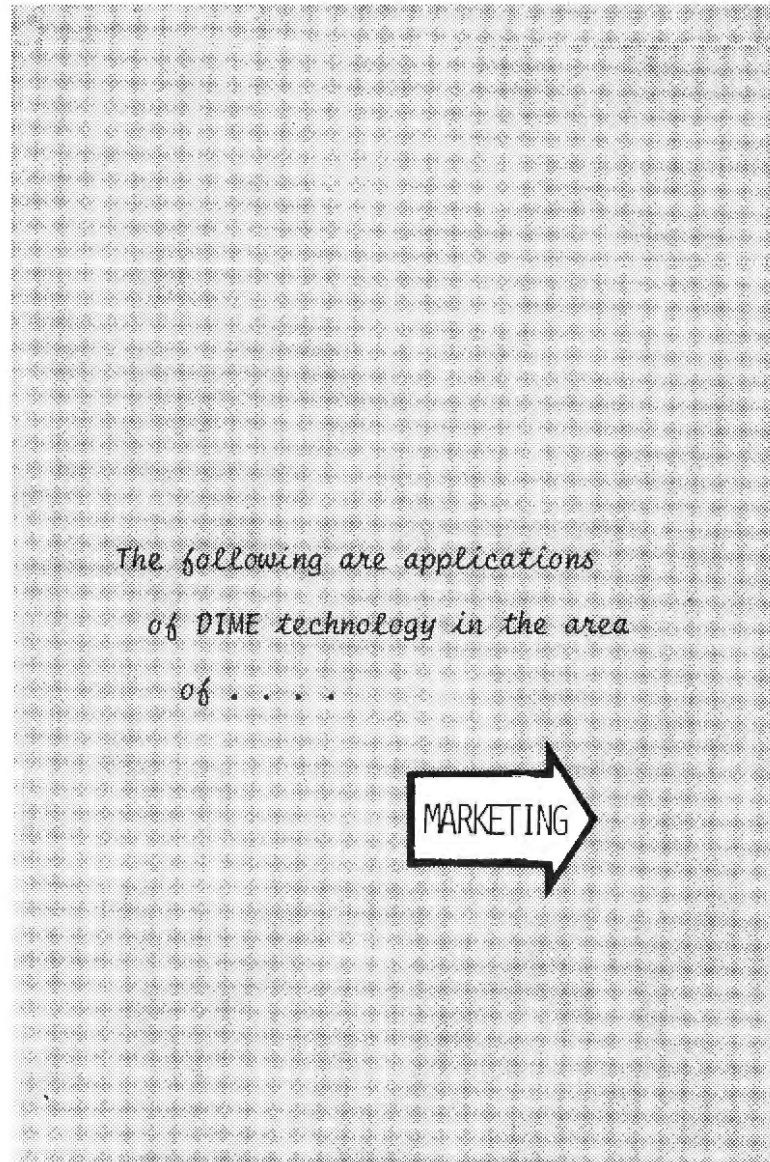 The following are applications
of DIME technology in the area
of . . . .
MARKETING